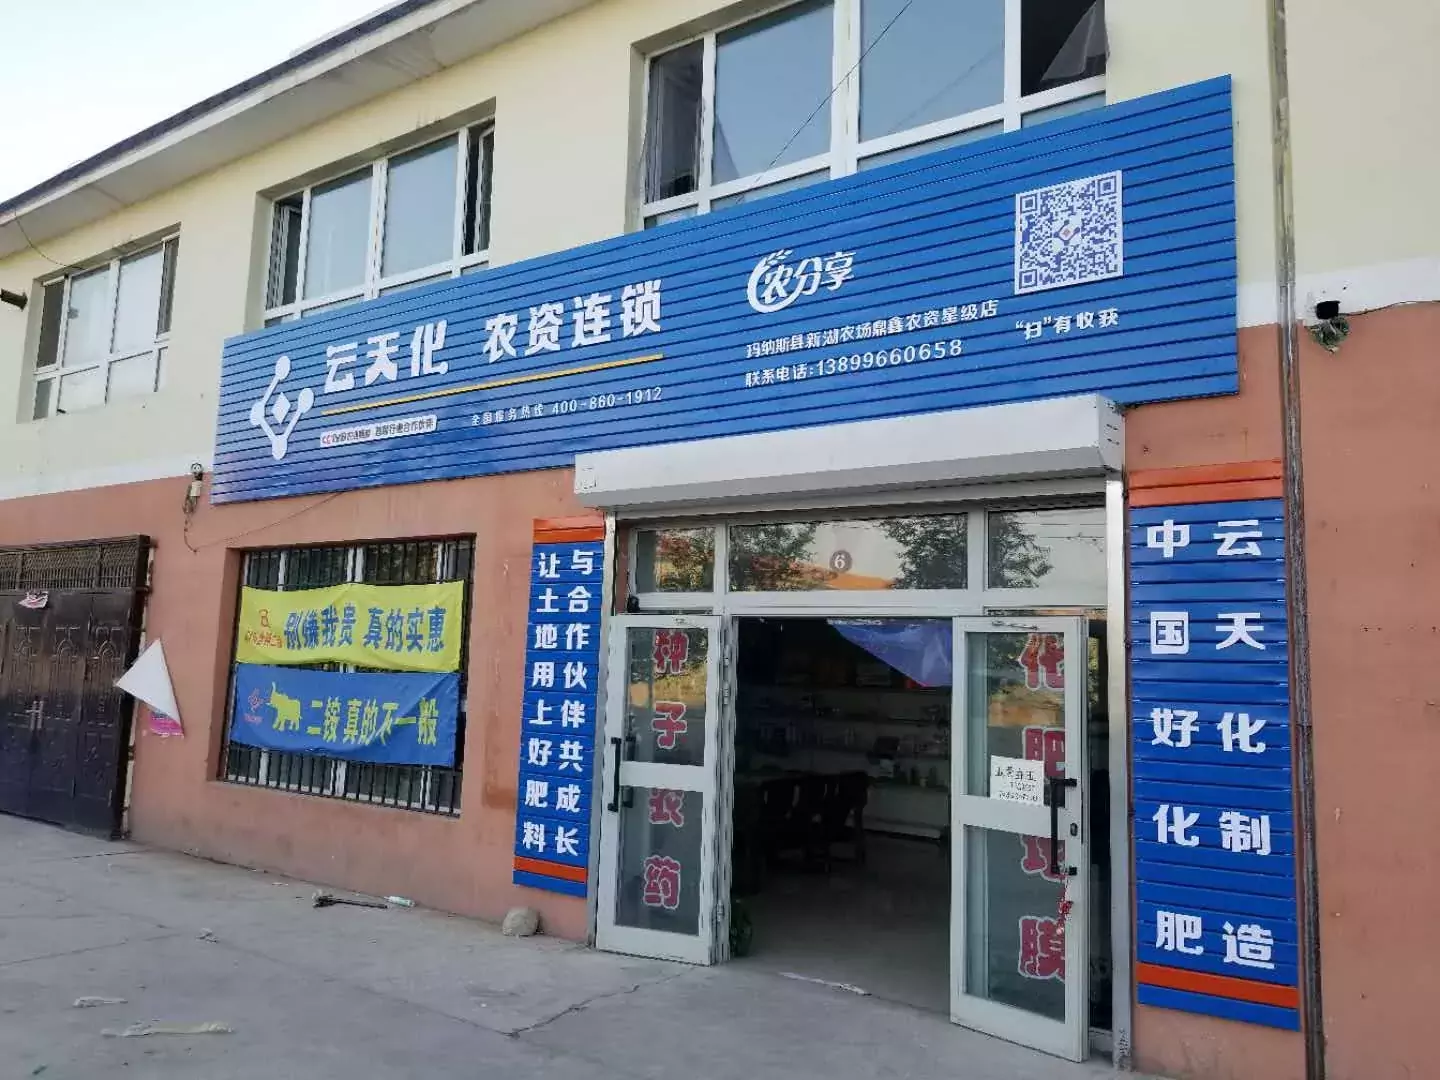 云天化 农资连锁
全国服务热线 400-860-1912
农分享
玛纳斯县新湖农场鼎鑫农资星级店
联系电话:13899660658
“扫”有收获
别嫌我贵 真的实惠
二铵真的不一般
与合作伙伴共成长
让土地用上好肥料
6
种子农药
化肥地膜
云天化制造
中国好化肥